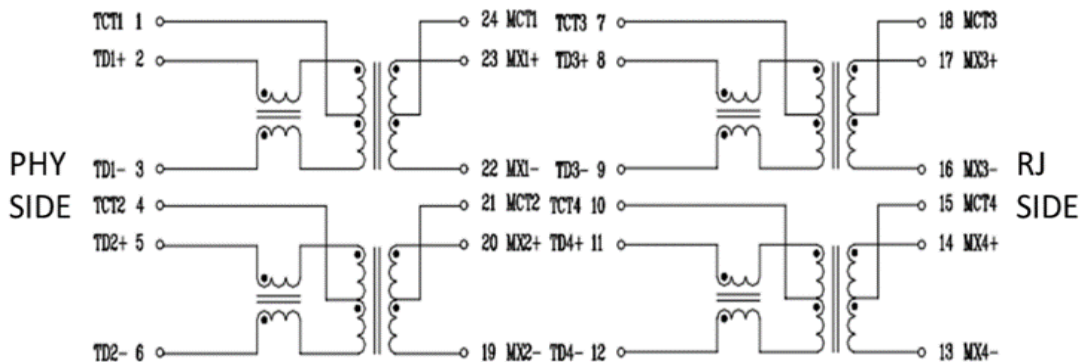 TCT1 1 24 MCT1 TCT3 7 18 MCT3
TD1+ 2 23 MX1+ TD3+ 8 17 MX3+
PHY SIDE
RJ SIDE
TD1- 3 22 MX1- TD3- 9 16 MX3-
TCT2 4 21 MCT2 TCT4 10 15 MCT4
TD2+ 5 20 MX2+ TD4+ 11 14 MX4+
TD2- 6 19 MX2- TD4- 12 13 MX4-